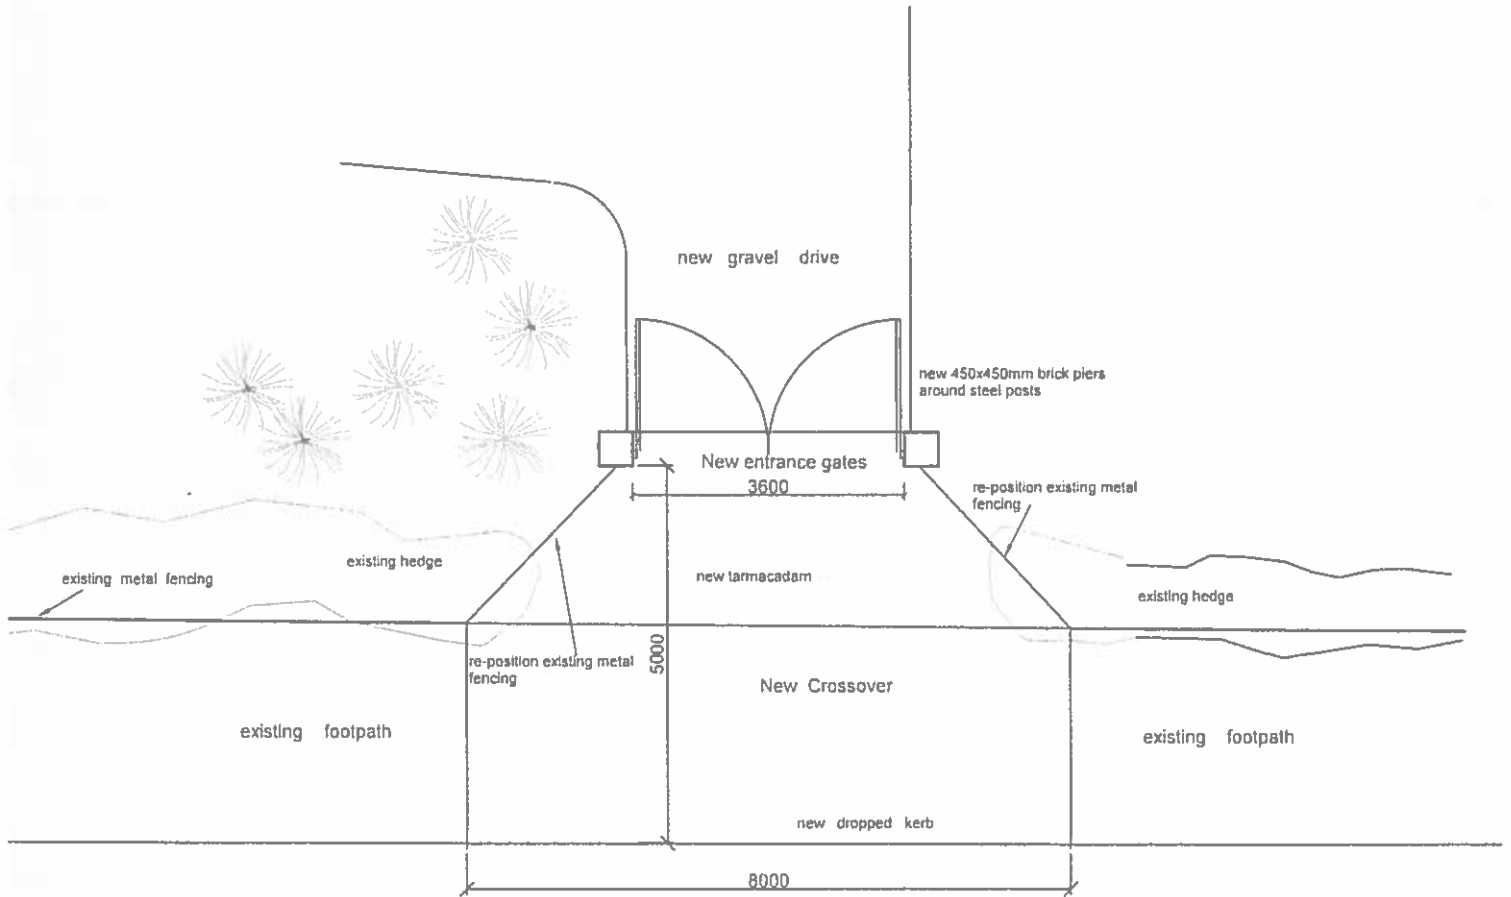 new gravel drive
new 450x450mm brick piers
around steel posts
New entrance gates
3600
re-position existing metal
fencing
existing hedge
existing metal fencing
new tarmacadam
existing hedge
5000
re-position existing metal
fencing
New Crossover
existing footpath
existing footpath
new dropped kerb
8000